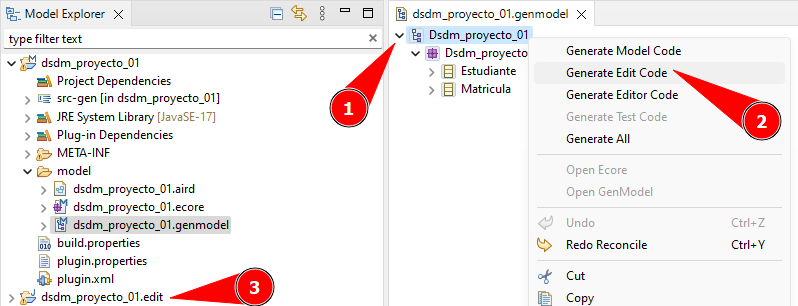 Model Explorer
type filter text
dsdm_proyecto_01
Project Dependencies
src-gen [in dsdm_proyecto_01]
JRE System Library [JavaSE-17]
Plug-in Dependencies
META-INF
model
dsdm_proyecto_01.aird
dsdm_proyecto_01.ecore
dsdm_proyecto_01.genmodel
build.properties
plugin.properties
plugin.xml
dsdm_proyecto_01.edit
3
dsdm_proyecto_01.genmodel
Dsdm_proyecto_01
Dsdm_proyecto
Estudiante
Matricula
1
Generate Model Code
Generate Edit Code
Generate Editor Code
Generate Test Code
Generate All
2
Open Ecore
Open GenModel
Undo Ctrl+Z
Redo Reconcile Ctrl+Y
Cut Ctrl+X
Copy Ctrl+C